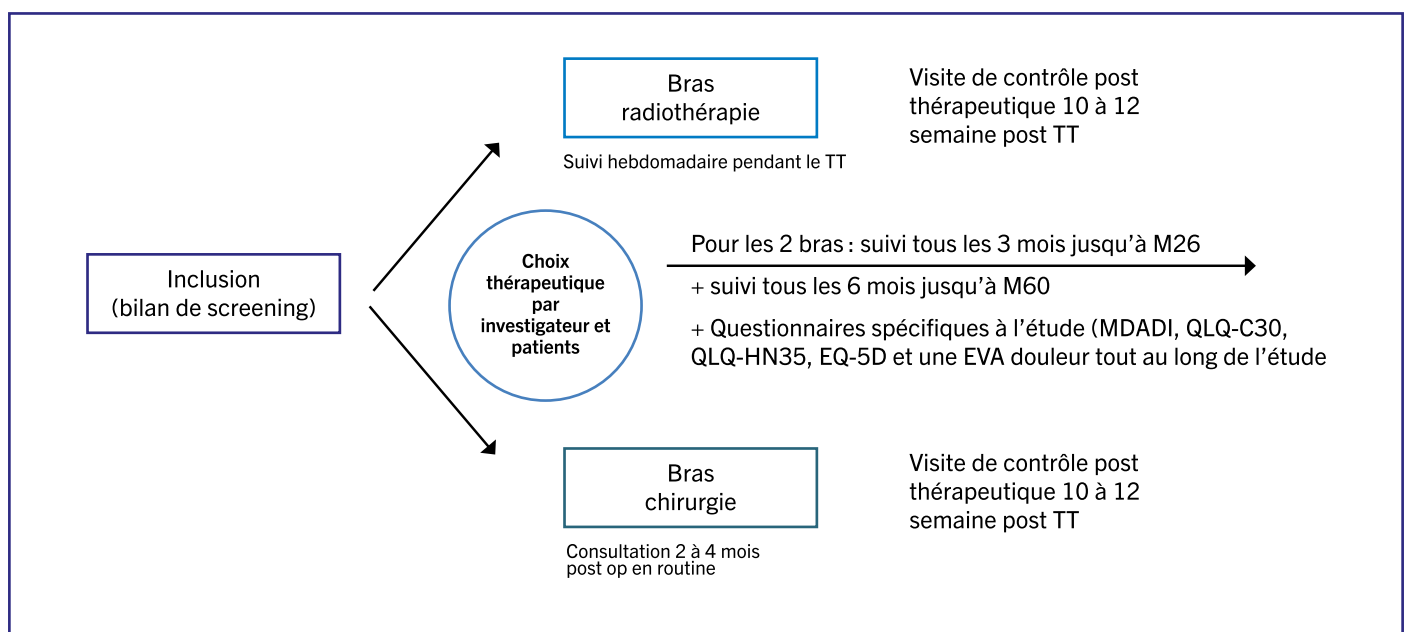 Bras
radiothérapie
Suivi hebdomadaire pendant le TT
Visite de contrôle post
thérapeutique 10 à 12
semaine post TT
Inclusion
(bilan de screening)
Choix
thérapeutique
par
investigateur et
patients
Pour les 2 bras : suivi tous les 3 mois jusqu’à M26
+ suivi tous les 6 mois jusqu’à M60
+ Questionnaires spécifiques à l’étude (MDADI, QLQ-C30,
QLQ-HN35, EQ-5D et une EVA douleur tout au long de l’étude
Bras
chirurgie
Consultation 2 à 4 mois
post op en routine
Visite de contrôle post
thérapeutique 10 à 12
semaine post TT